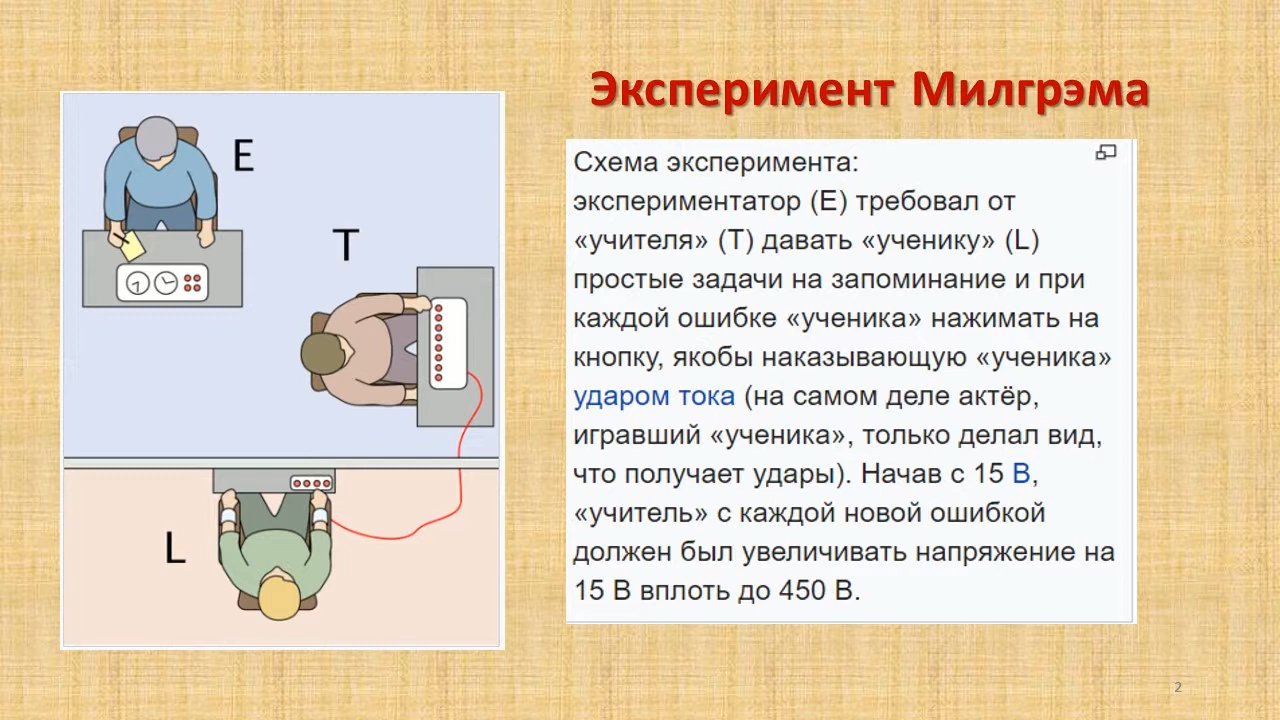 Эксперимент Милгрэма
E
T
L
Схема эксперимента:
экспериментатор (E) требовал от
«учителя» (T) давать «ученику» (L)
простые задачи на запоминание и при
каждой ошибке «ученика» нажимать на
кнопку, якобы наказывающую «ученика»
ударом тока (на самом деле актёр,
игравший «ученика», только делал вид,
что получает удары). Начав с 15 В,
«учитель» с каждой новой ошибкой
должен был увеличивать напряжение на
15 В вплоть до 450 В.
2